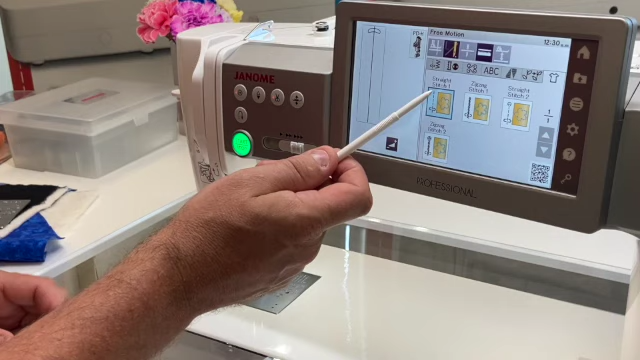 JANOME
Free Motion
12:30
ABC
Straight
Stitch 1
Zigzag
Stitch 1
Straight
Stitch 2
Zigzag
Stitch 2
1
1
PROFESSIONAL